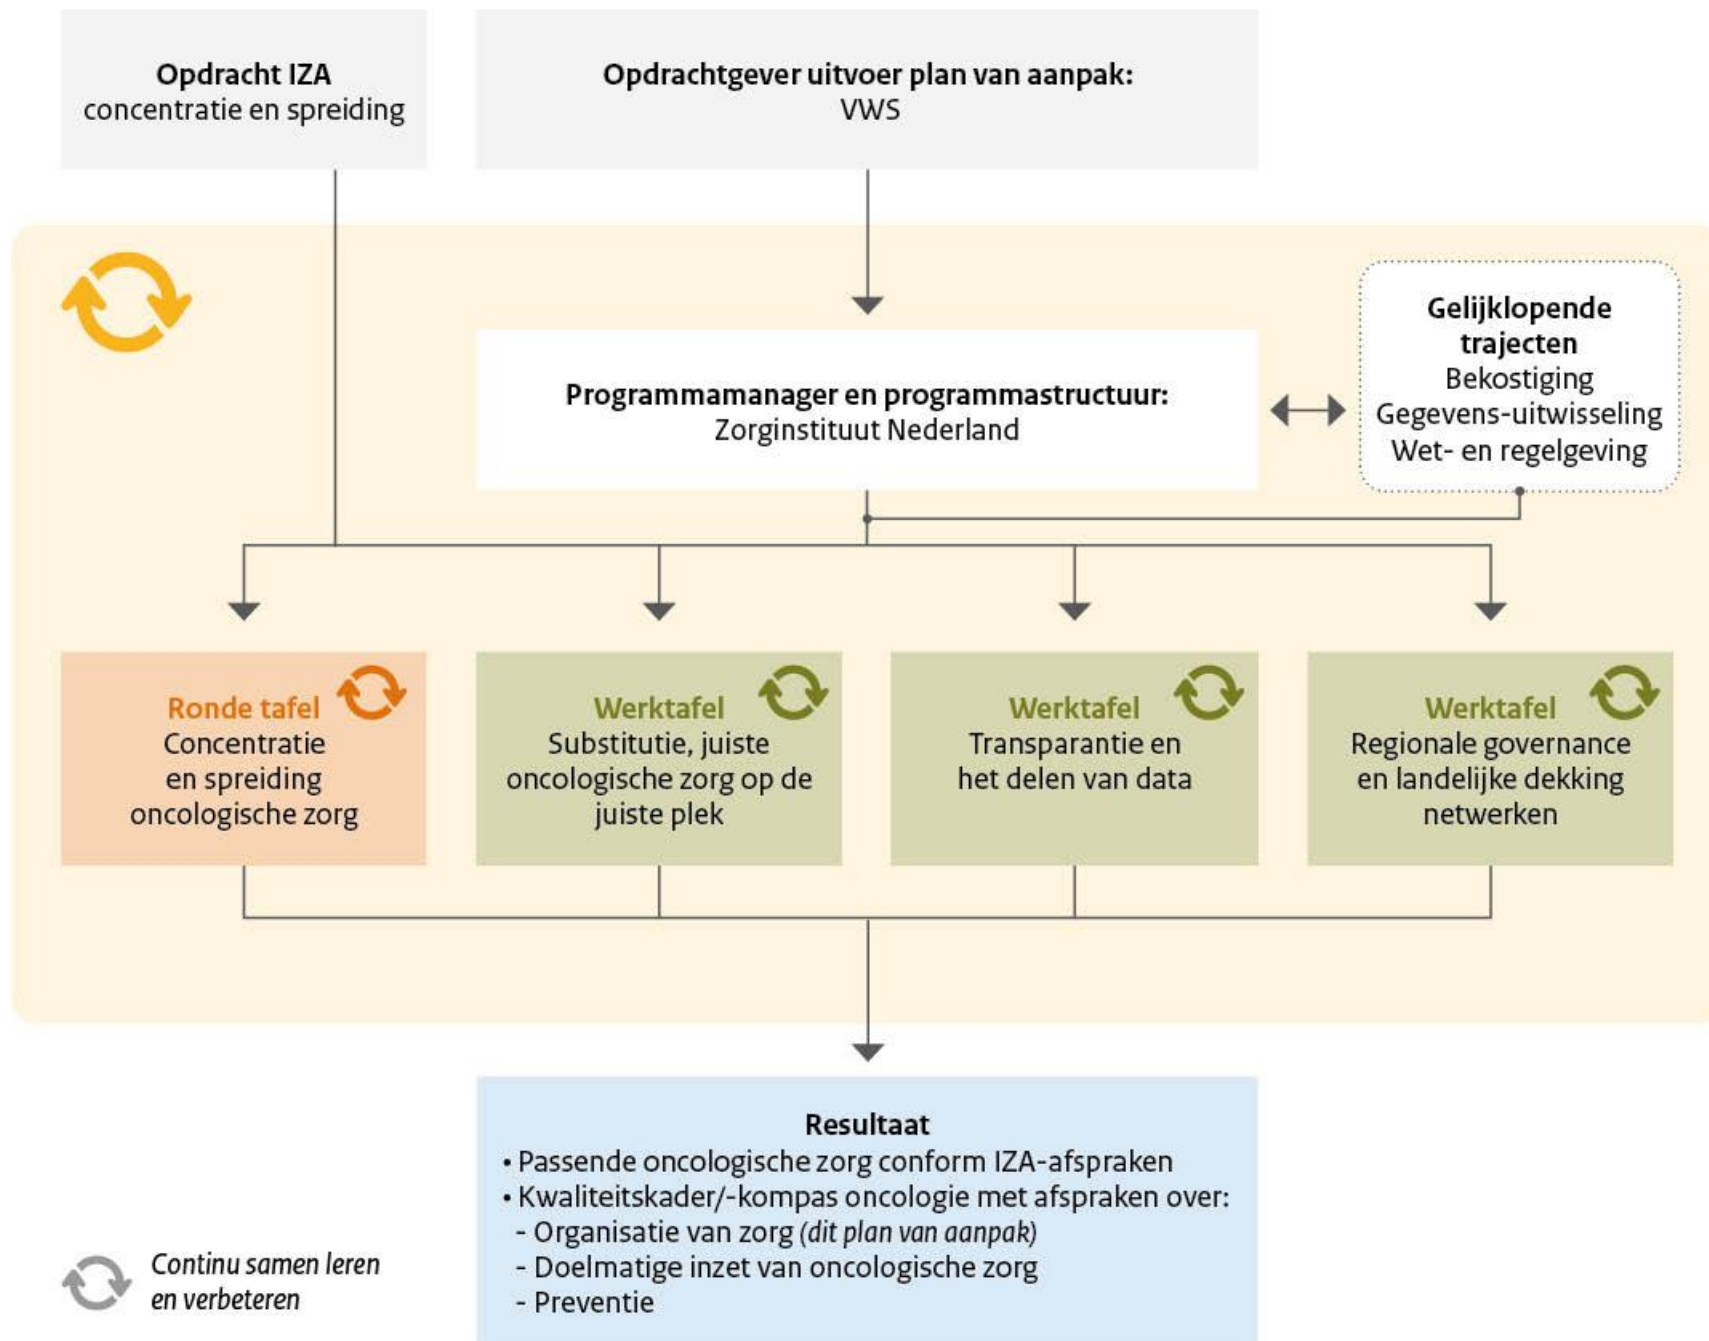 Opdracht IZA
concentratie en spreiding
Opdrachtgever uitvoer plan van aanpak:
VWS
Gelijklopende
trajecten
Bekostiging
Gegevens-uitwisseling
Wet- en regelgeving
Programmamanager en programmastructuur:
Zorginstituut Nederland
Ronde tafel
Concentratie
en spreiding
oncologische zorg
Werktafel
Substitutie, juiste
oncologische zorg op de
juiste plek
Werktafel
Transparantie en
het delen van data
Werktafel
Regionale governance
en landelijke dekking
netwerken
Resultaat
• Passende oncologische zorg conform IZA-afspraken
• Kwaliteitskader/-kompas oncologie met afspraken over:
- Organisatie van zorg (dit plan van aanpak)
- Doelmatige inzet van oncologische zorg
- Preventie
Continu samen leren
en verbeteren